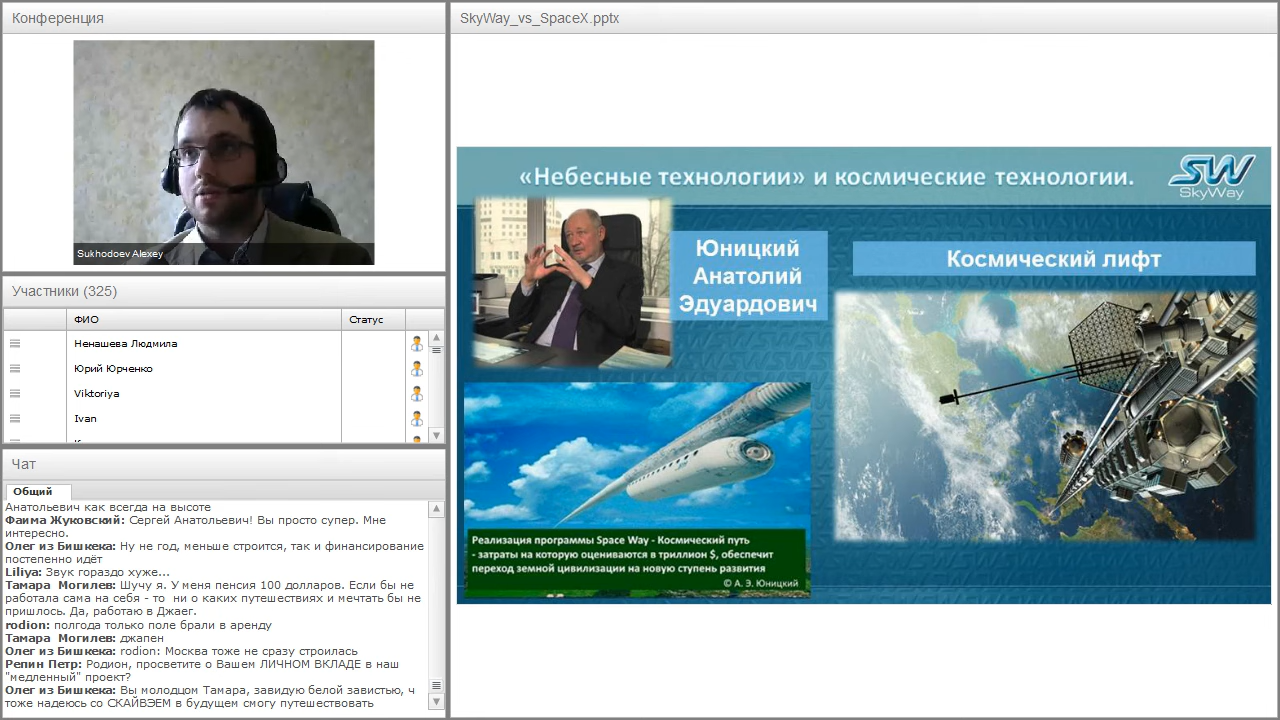 Конференция
Sukhodoev Alexey
Участники (325)
ФИО Статус
Ненашева Людмила
Юрий Юрченко
Viktoriya
Ivan
Чат
Общий
Анатольевич как всегда на высоте
Фаима Жуковский: Сергей Анатольевич! Вы просто супер. Мне
интересно.
Олег из Бишкека: Ну не год, меньше строится, так и финансирование
постепенно идёт
Liliya: Звук гораздо хуже...
Тамара Могилев: Шучу я. У меня пенсия 100 долларов. Если бы не
работала сама на себя - то ни о каких путешествиях и мечтать бы не
пришлось. Да, работаю в Джаег.
rodion: полгода только поле брали в аренду
Тамара Могилев: джапен
Олег из Бишкека: rodion: Москва тоже не сразу строилась
Репин Петр: Родион, просветите о Вашем ЛИЧНОМ ВКЛАДЕ в наш
"медленный" проект?
Олег из Бишкека: Вы молодцом Тамара, завидую белой завистью, ч
тоже надеюсь со СКАЙВЭЕМ в будущем смогу путешествовать
SkyWay_vs_SpaceX.pptx
«Небесные технологии» и космические технологии.
SW
SkyWay
Юницкий
Анатолий
Эдуардович
Космический лифт
Реализация программы Space Way - Космический путь
- затраты на которую оцениваются в триллион $, обеспечит
переход земной цивилизации на новую ступень развития
© А. Э. Юницкий